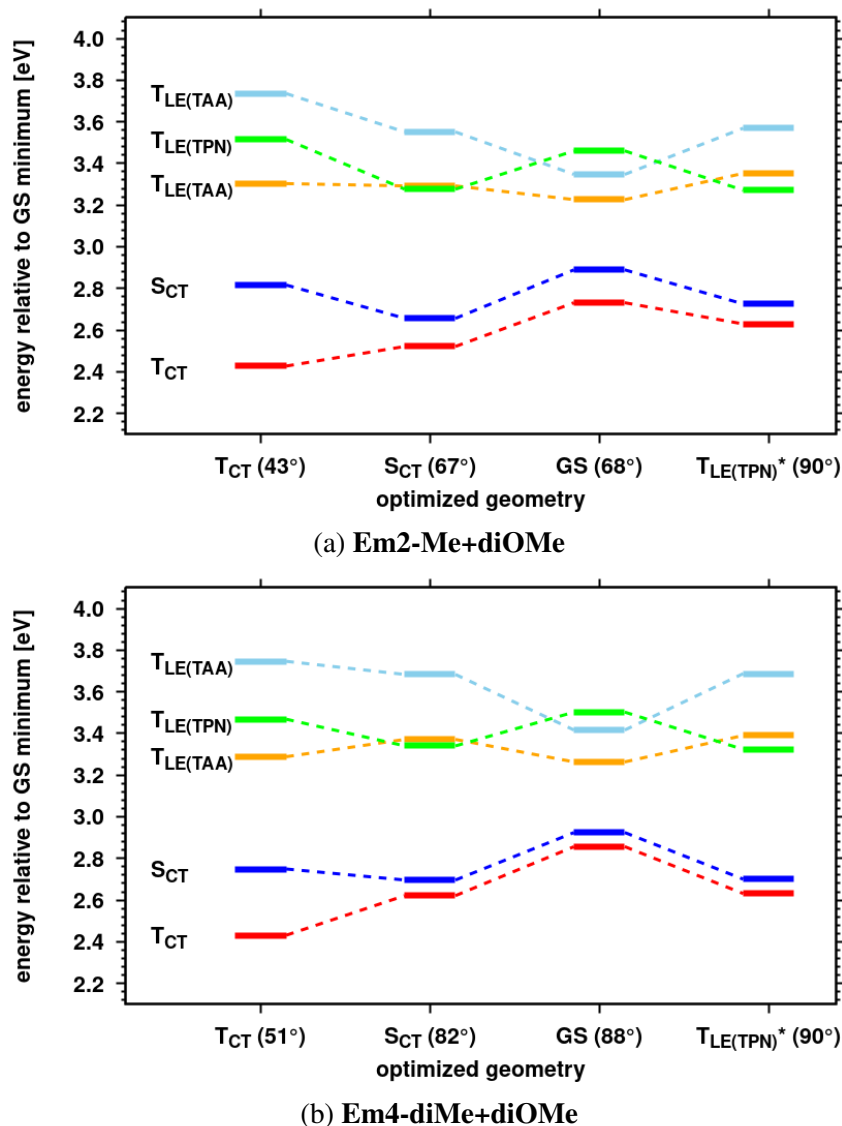 energy relative to GS minimum [eV]
4.0
3.8
3.6
3.4
3.2
3.0
2.8
2.6
2.4
2.2
T_LE(TAA)
T_LE(TPN)
T_LE(TAA)
S_CT
T_CT
T_CT (43°) S_CT (67°) GS (68°) T_LE(TPN)* (90°)
optimized geometry
(a) Em2-Me+diOMe
energy relative to GS minimum [eV]
4.0
3.8
3.6
3.4
3.2
3.0
2.8
2.6
2.4
2.2
T_LE(TAA)
T_LE(TPN)
T_LE(TAA)
S_CT
T_CT
T_CT (51°) S_CT (82°) GS (88°) T_LE(TPN)* (90°)
optimized geometry
(b) Em4-diMe+diOMe